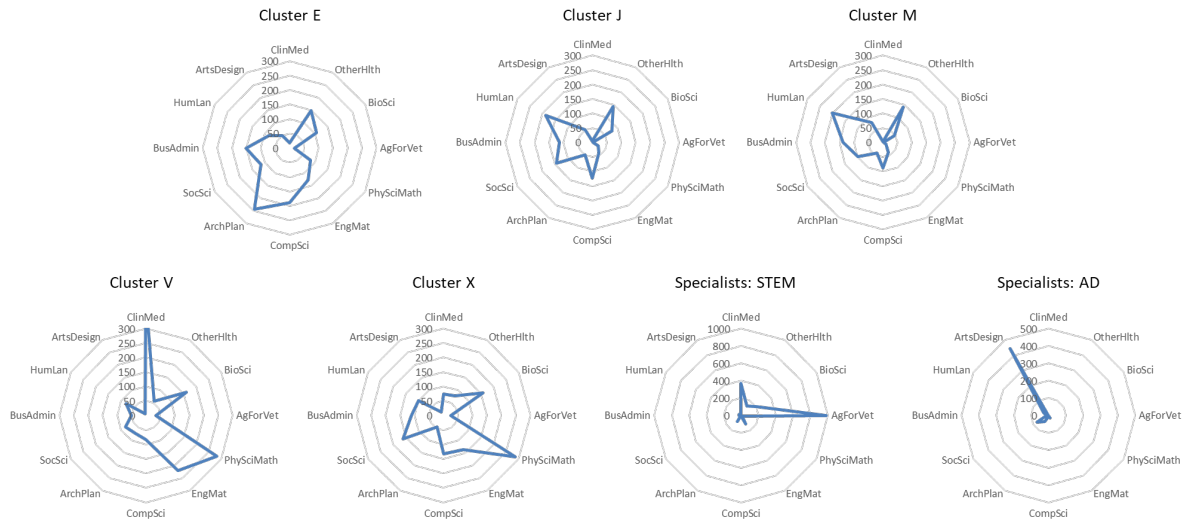 Cluster E
ClinMed
300
250
200
150
100
50
0
OtherHlth
BioSci
AgForVet
PhySciMath
EngMat
CompSci
ArchPlan
SocSci
BusAdmin
HumLan
ArtsDesign
Cluster J
ClinMed
300
250
200
150
100
50
0
OtherHlth
BioSci
AgForVet
PhySciMath
EngMat
CompSci
ArchPlan
SocSci
BusAdmin
HumLan
ArtsDesign
Cluster M
ClinMed
300
250
200
150
100
50
0
OtherHlth
BioSci
AgForVet
PhySciMath
EngMat
CompSci
ArchPlan
SocSci
BusAdmin
HumLan
ArtsDesign
Cluster V
ClinMed
300
250
200
150
100
50
0
OtherHlth
BioSci
AgForVet
PhySciMath
EngMat
CompSci
ArchPlan
SocSci
BusAdmin
HumLan
ArtsDesign
Cluster X
ClinMed
300
250
200
150
100
50
0
OtherHlth
BioSci
AgForVet
PhySciMath
EngMat
CompSci
ArchPlan
SocSci
BusAdmin
HumLan
ArtsDesign
Specialists: STEM
ClinMed
1000
800
600
400
200
0
OtherHlth
BioSci
AgForVet
PhySciMath
EngMat
CompSci
ArchPlan
SocSci
BusAdmin
HumLan
ArtsDesign
Specialists: AD
ClinMed
500
400
300
200
100
0
OtherHlth
BioSci
AgForVet
PhySciMath
EngMat
CompSci
ArchPlan
SocSci
BusAdmin
HumLan
ArtsDesign